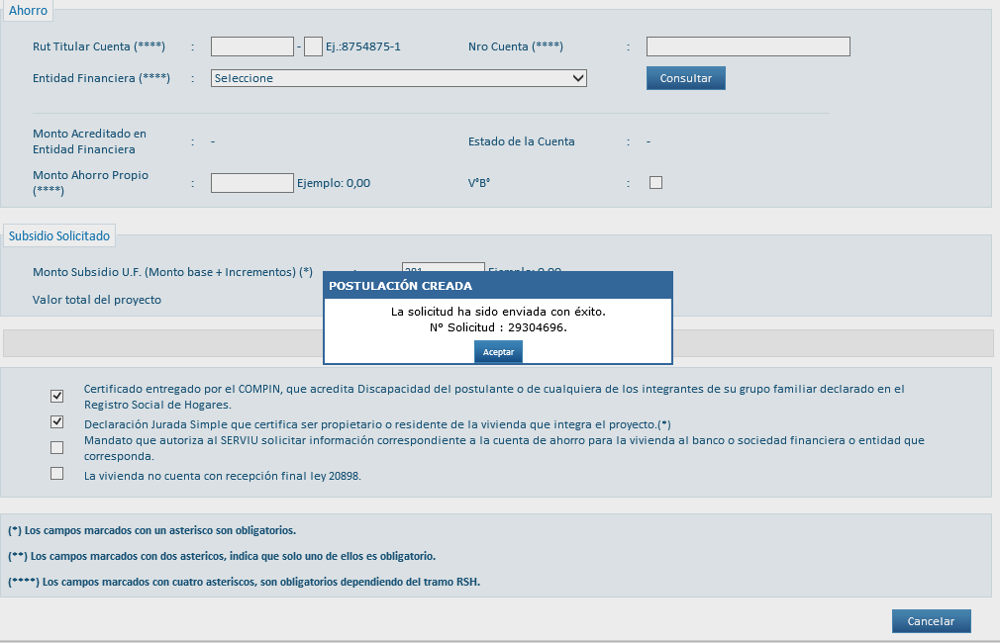 Ahorro
Rut Titular Cuenta (****) : - Ej.:8754875-1 Nro Cuenta (****) :
Entidad Financiera (****) : Seleccione Consultar
Monto Acreditado en
Entidad Financiera : - Estado de la Cuenta : -
Monto Ahorro Propio
(****) : Ejemplo: 0,00 V°B° :
Subsidio Solicitado
Monto Subsidio U.F. (Monto base + Incrementos) (*) :
Valor total del proyecto
POSTULACIÓN CREADA
La solicitud ha sido enviada con éxito.
N° Solicitud : 29304696.
Aceptar
Certificado entregado por el COMPIN, que acredita Discapacidad del postulante o de cualquiera de los integrantes de su grupo familiar declarado en el
Registro Social de Hogares.
Declaración Jurada Simple que certifica ser propietario o residente de la vivienda que integra el proyecto.(*)
Mandato que autoriza al SERVIU solicitar información correspondiente a la cuenta de ahorro para la vivienda al banco o sociedad financiera o entidad que
corresponda.
La vivienda no cuenta con recepción final ley 20898.
(*) Los campos marcados con un asterisco son obligatorios.
(**) Los campos marcados con dos astericos, indica que solo uno de ellos es obligatorio.
(****) Los campos marcados con cuatro asteriscos, son obligatorios dependiendo del tramo RSH.
Cancelar